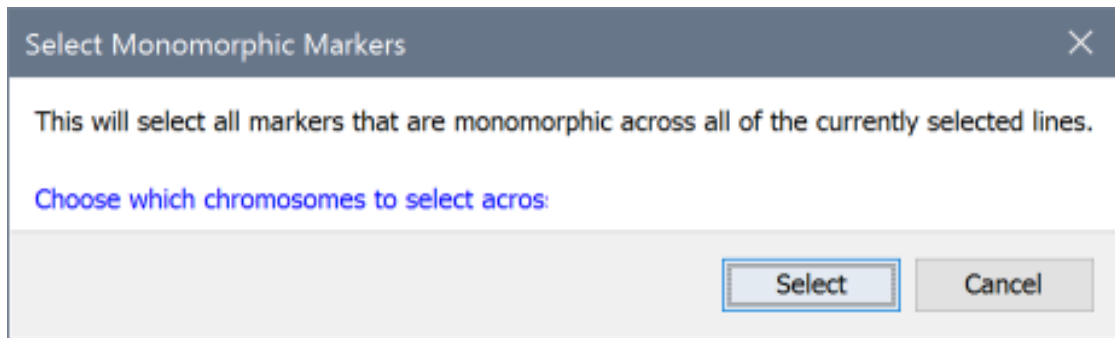 Select Monomorphic Markers
This will select all markers that are monomorphic across all of the currently selected lines.
Choose which chromosomes to select acros
Select
Cancel